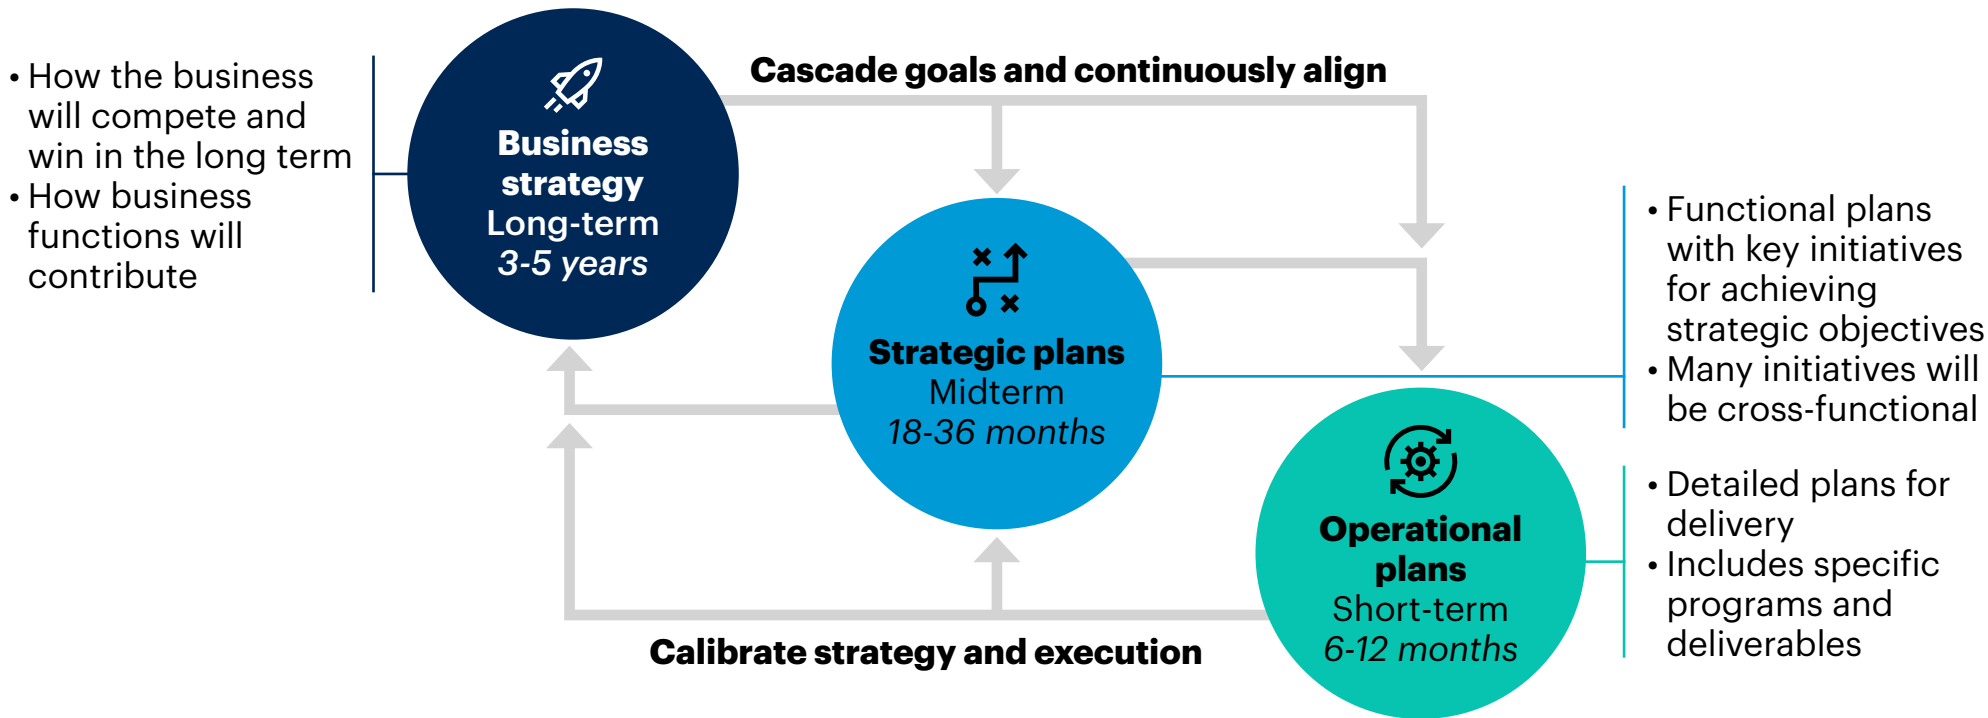 • How the business
will compete and
win in the long term
• How business
functions will
contribute
Business
strategy
Long-term
3-5 years
Cascade goals and continuously align
Strategic plans
Midterm
18-36 months
• Functional plans
with key initiatives
for achieving
strategic objectives
• Many initiatives will
be cross-functional
Operational
plans
Short-term
6-12 months
• Detailed plans for
delivery
• Includes specific
programs and
deliverables
Calibrate strategy and execution